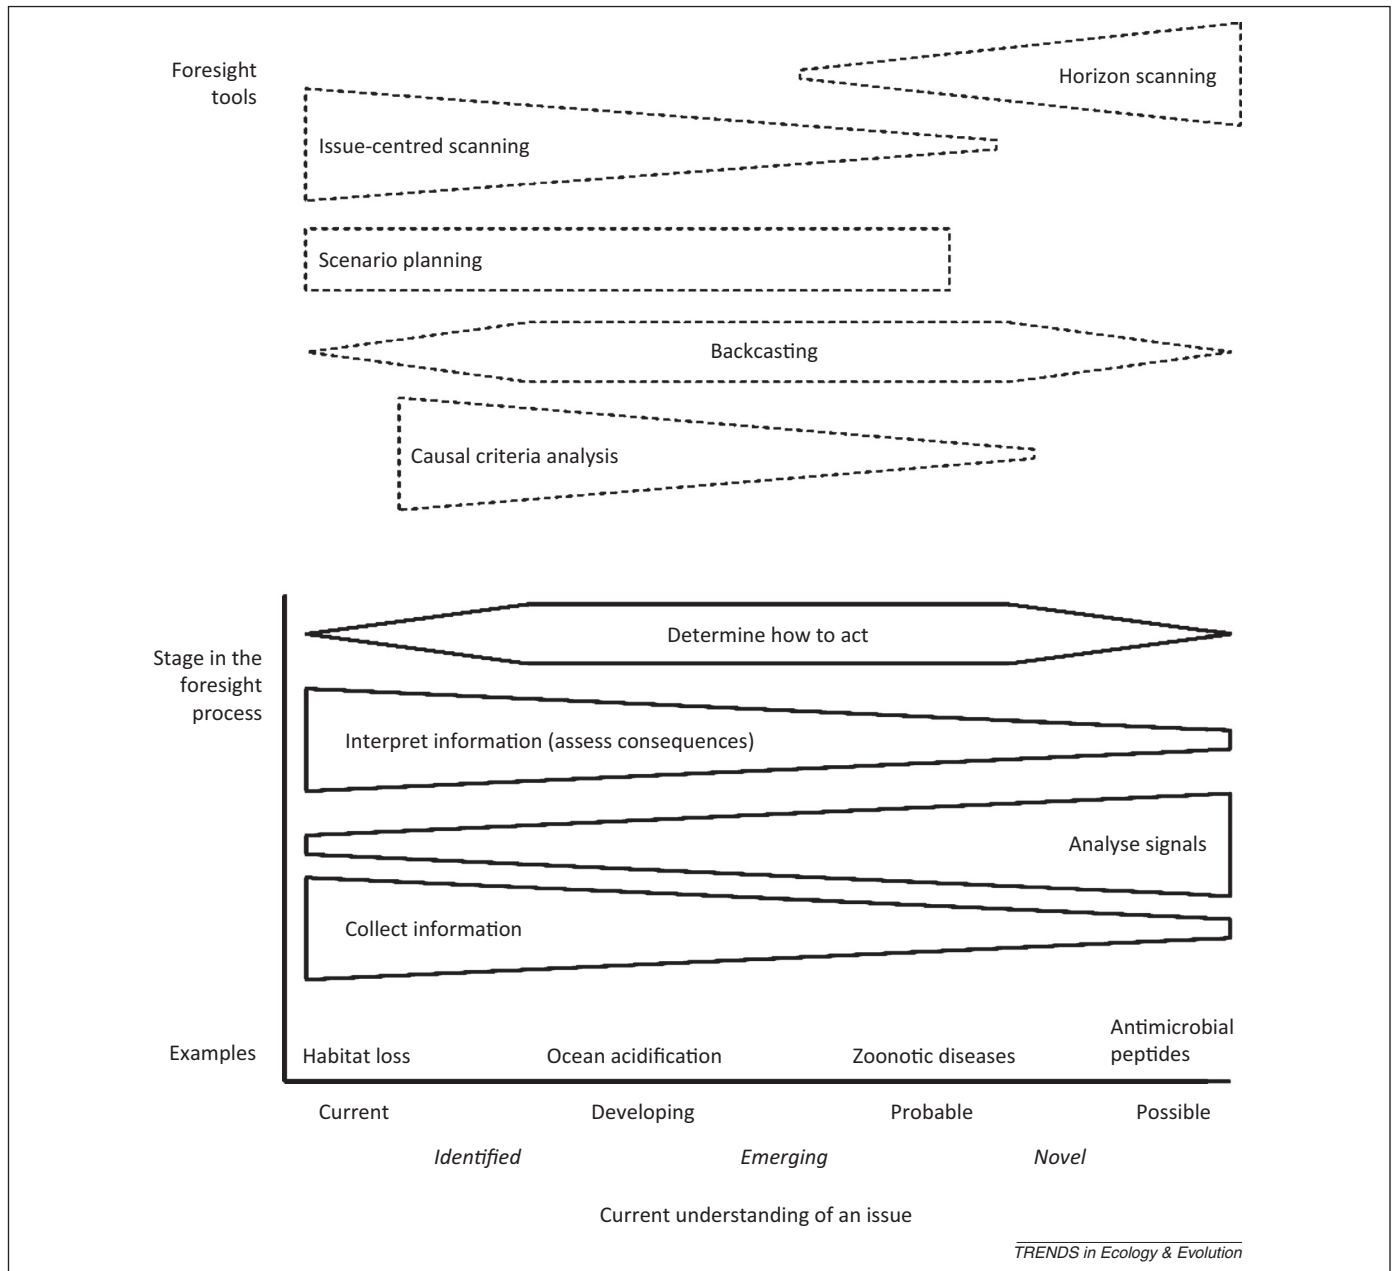 Foresight
tools
Horizon scanning
Issue-centred scanning
Scenario planning
Backcasting
Causal criteria analysis
Stage in the
foresight
process
Determine how to act
Interpret information (assess consequences)
Analyse signals
Collect information
Examples
Habitat loss
Ocean acidification
Zoonotic diseases
Antimicrobial
peptides
Current
Developing
Probable
Possible
Identified
Emerging
Novel
Current understanding of an issue
TRENDS in Ecology & Evolution